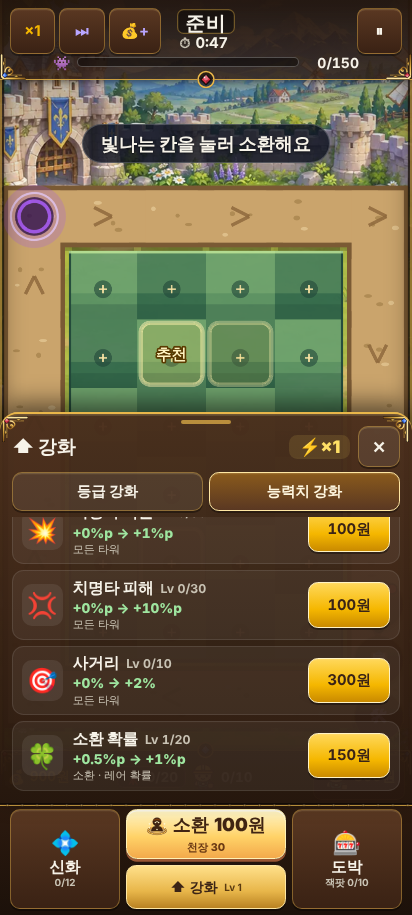 ×1
+
준비
0:47
0/150
빛나는 칸을 눌러 소환해요
추천
강화
⚡×1
등급 강화
능력치 강화
+0%p → +1%p
모든 타워
100원
치명타 피해 Lv 0/30
+0%p → +10%p
모든 타워
100원
사거리 Lv 0/10
+0% → +2%
모든 타워
300원
소환 확률 Lv 1/20
+0.5%p → +1%p
소환 · 레어 확률
150원
신화
0/12
소환 100원
천장 30
강화 Lv 1
도박
잭팟 0/10